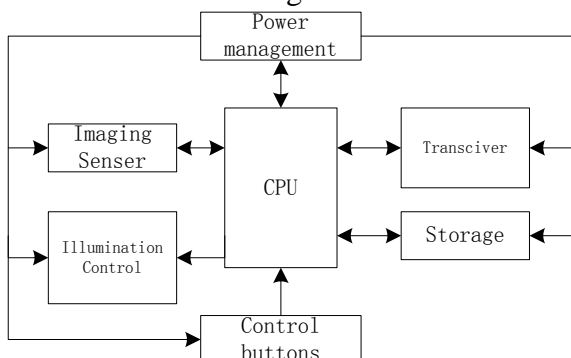 Power
management
Imaging
Senser
CPU
Transciver
Illumination
Control
Storage
Control
buttons